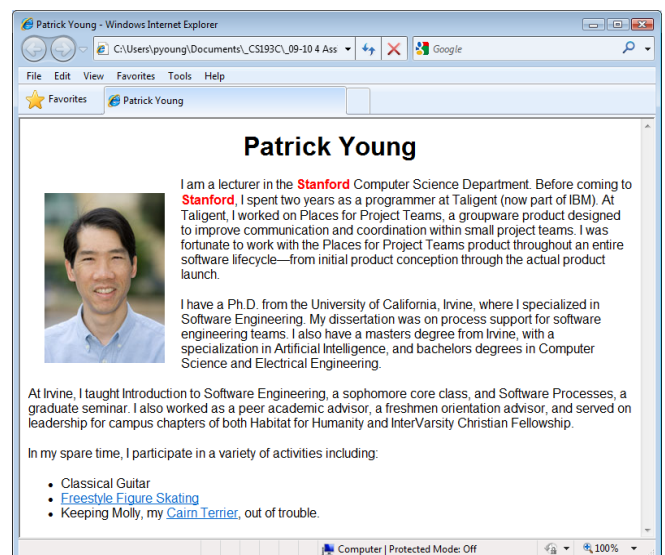 Patrick Young - Windows Internet Explorer
C:\Users\pyoung\Documents\_CS193C\_09-10 4 Ass
Google
File Edit View Favorites Tools Help
Favorites
Patrick Young
Patrick Young
I am a lecturer in the Stanford Computer Science Department. Before coming to
Stanford, I spent two years as a programmer at Taligent (now part of IBM). At
Taligent, I worked on Places for Project Teams, a groupware product designed
to improve communication and coordination within small project teams. I was
fortunate to work with the Places for Project Teams product throughout an entire
software lifecycle—from initial product conception through the actual product
launch.
I have a Ph.D. from the University of California, Irvine, where I specialized in
Software Engineering. My dissertation was on process support for software
engineering teams. I also have a masters degree from Irvine, with a
specialization in Artificial Intelligence, and bachelors degrees in Computer
Science and Electrical Engineering.
At Irvine, I taught Introduction to Software Engineering, a sophomore core class, and Software Processes, a
graduate seminar. I also worked as a peer academic advisor, a freshmen orientation advisor, and served on
leadership for campus chapters of both Habitat for Humanity and InterVarsity Christian Fellowship.
In my spare time, I participate in a variety of activities including:
• Classical Guitar
• Freestyle Figure Skating
• Keeping Molly, my Cairn Terrier, out of trouble.
Computer | Protected Mode: Off
100%